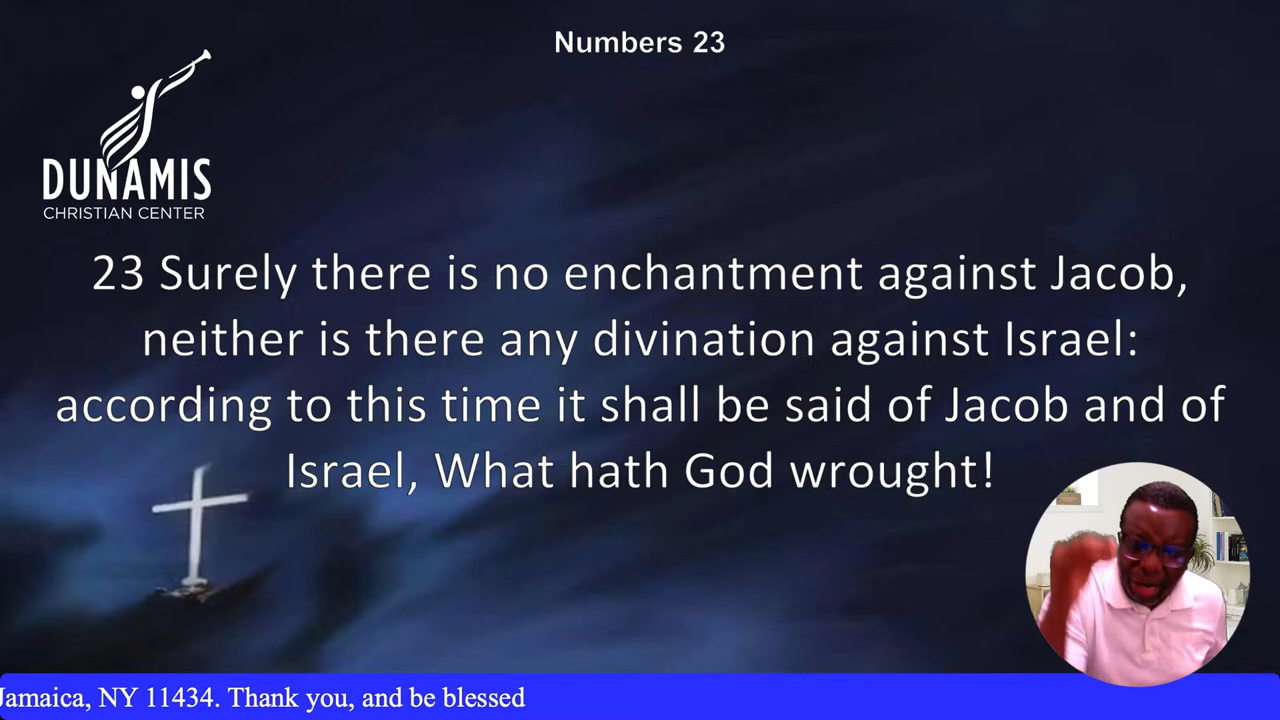 Numbers 23
DUNAMIS
CHRISTIAN CENTER
23 Surely there is no enchantment against Jacob,
neither is there any divination against Israel:
according to this time it shall be said of Jacob and of
Israel, What hath God wrought!
Jamaica, NY 11434. Thank you, and be blessed